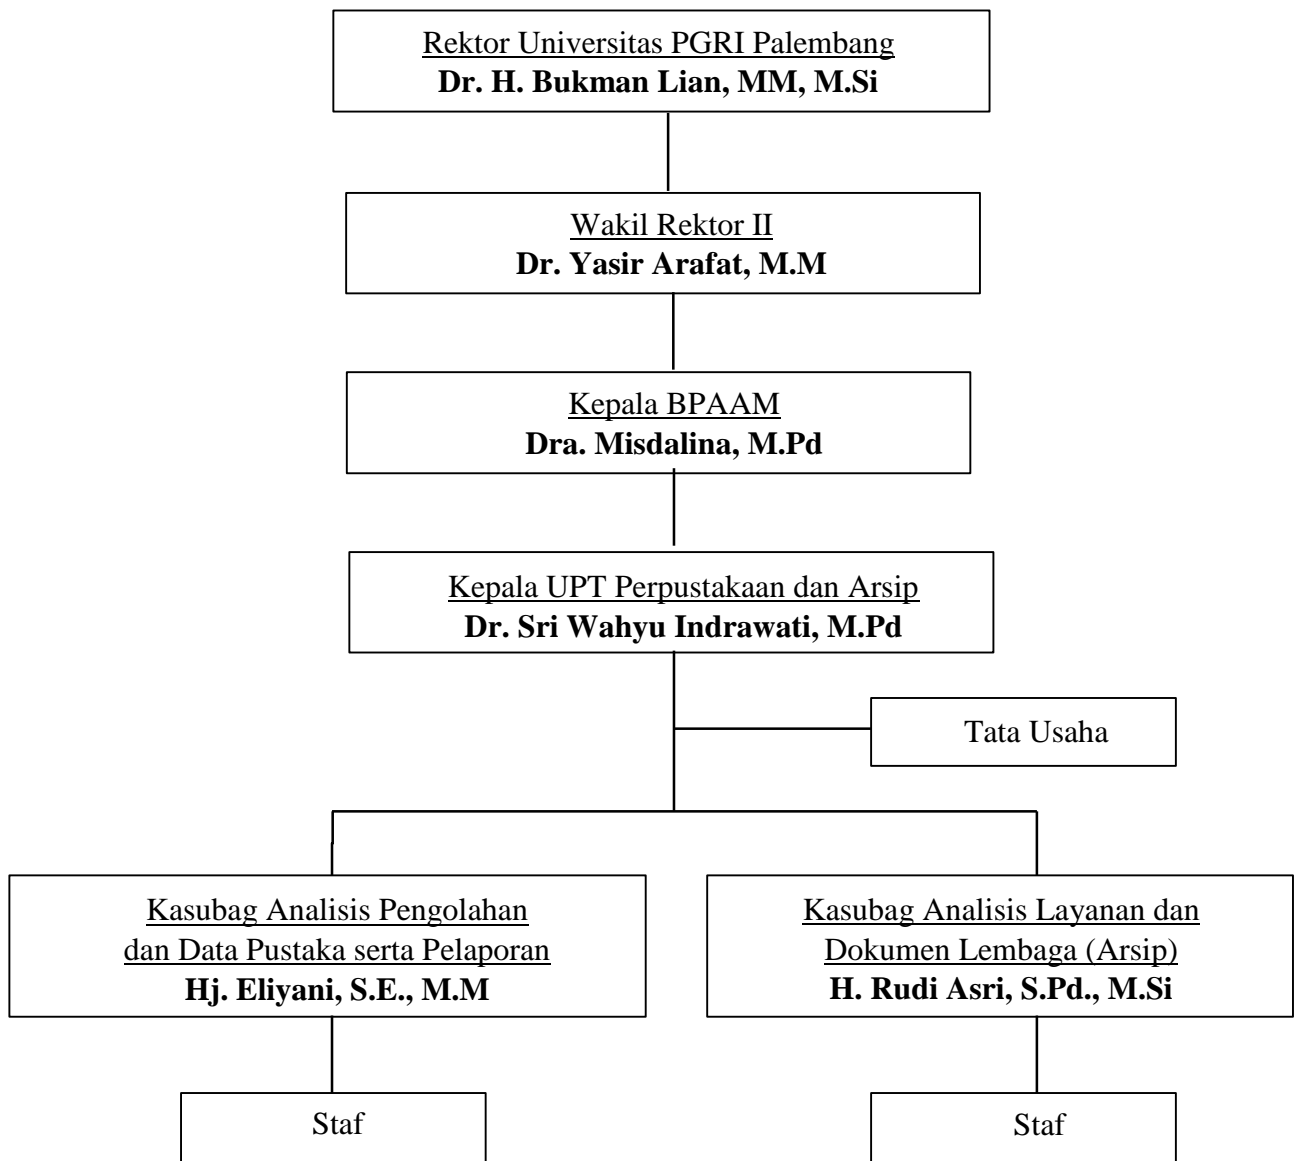 Rektor Universitas PGRI Palembang
Dr. H. Bukman Lian, MM, M.Si
Wakil Rektor II
Dr. Yasir Arafat, M.M
Kepala BPAAM
Dra. Misdalina, M.Pd
Kepala UPT Perpustakaan dan Arsip
Dr. Sri Wahyu Indrawati, M.Pd
Tata Usaha
Kasubag Analisis Pengolahan
dan Data Pustaka serta Pelaporan
Hj. Eliyani, S.E., M.M
Kasubag Analisis Layanan dan
Dokumen Lembaga (Arsip)
H. Rudi Asri, S.Pd., M.Si
Staf
Staf